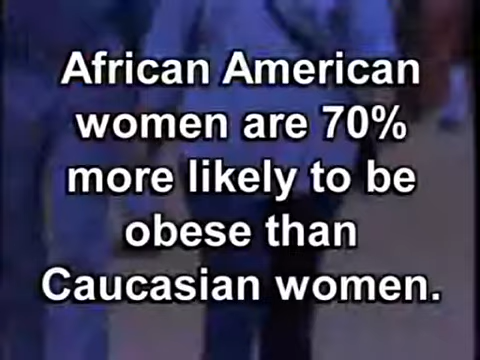 African American
women are 70%
more likely to be
obese than
Caucasian women.